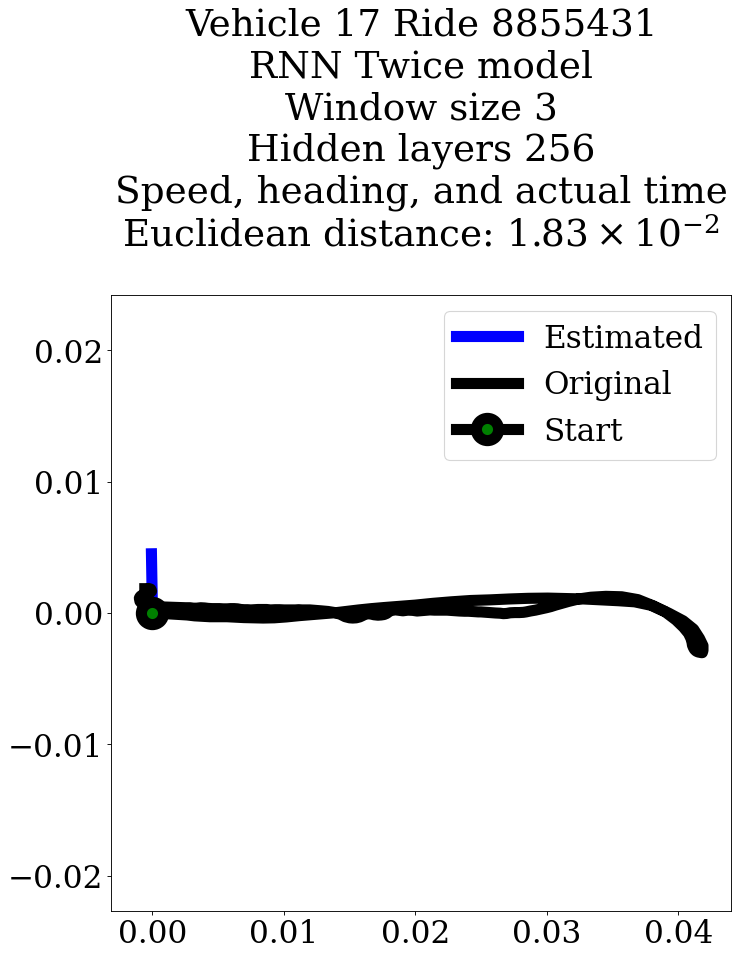 Vehicle 17 Ride 8855431
RNN Twice model
Window size 3
Hidden layers 256
Speed, heading, and actual time
Euclidean distance: 1.83 × 10⁻²
Estimated
Original
Start
0.02
0.01
0.00
−0.01
−0.02
0.00 0.01 0.02 0.03 0.04